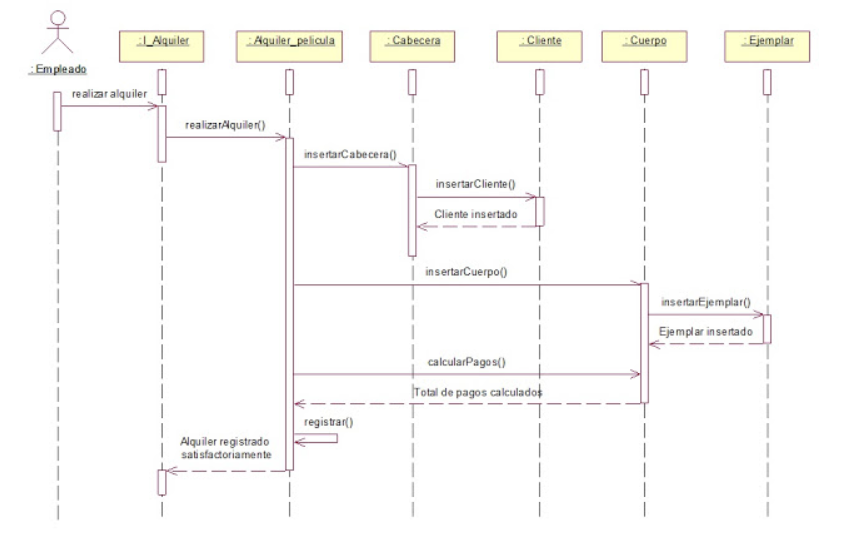 : I_Alquiler
: Alquiler_pelicula
: Cabecera
: Cliente
: Cuerpo
: Ejemplar
: Empleado
realizar alquiler
realizarAlquiler()
insertarCabecera()
insertarCliente()
Cliente insertado
insertarCuerpo()
insertarEjemplar()
Ejemplar insertado
calcularPagos()
Total de pagos calculados
registrar()
Alquiler registrado
satisfactoriamente